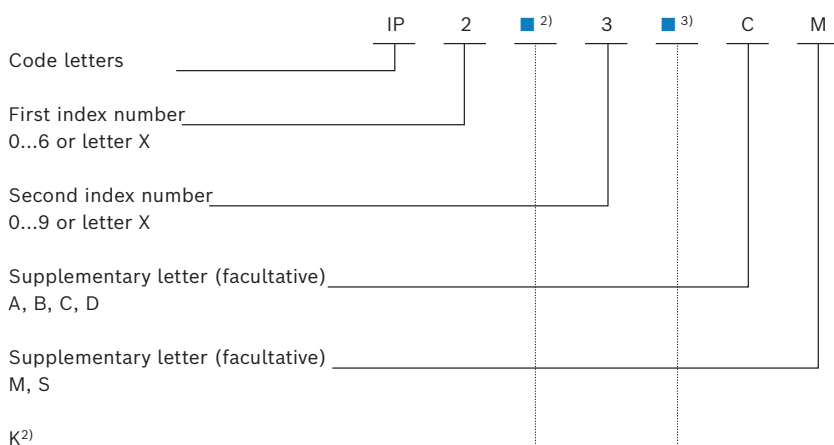 IP 2 ■ 2) 3 ■ 3) C M
Code letters
First index number
0...6 or letter X
Second index number
0...9 or letter X
Supplementary letter (facultative)
A, B, C, D
Supplementary letter (facultative)
M, S
K2)